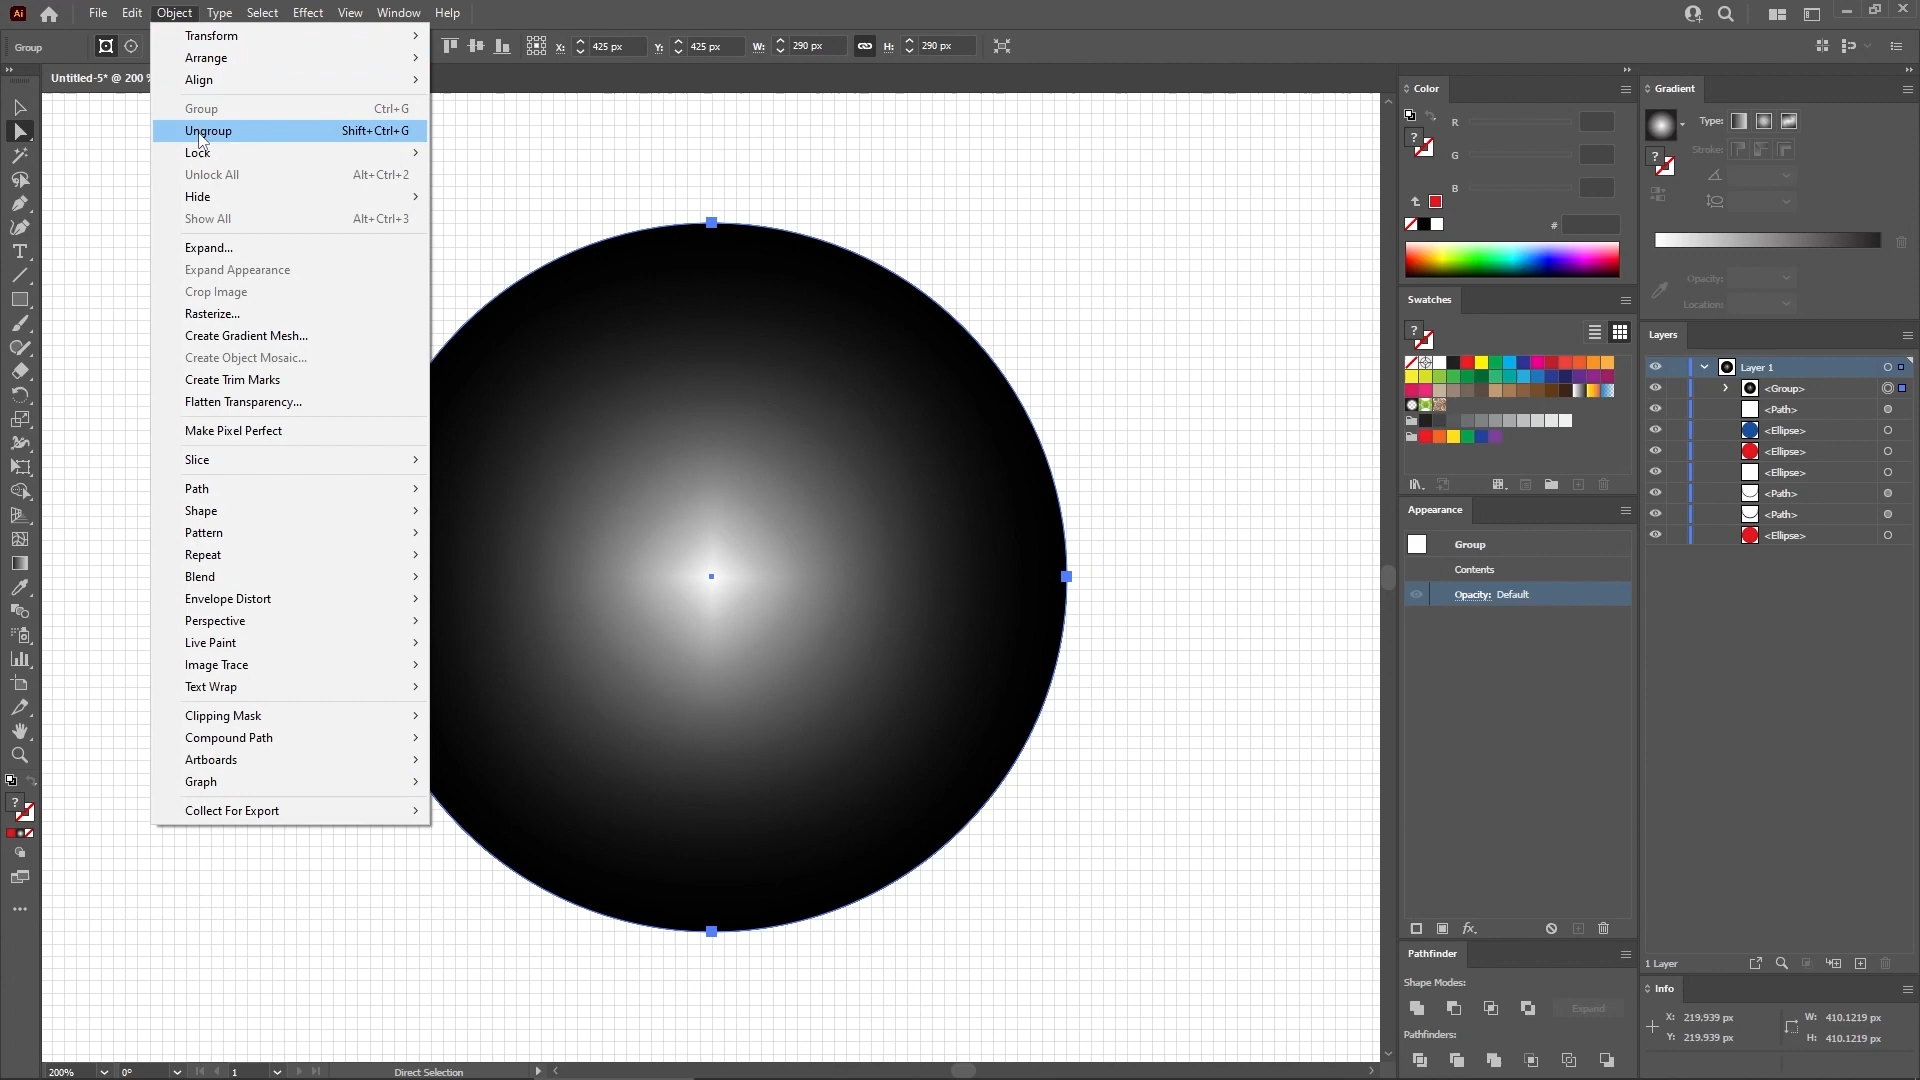 Ai File Edit Object Type Select Effect View Window Help
Group X: 425 px Y: 425 px W: 290 px H: 290 px
Untitled-5* @ 200 %
Transform
Arrange
Align
Group Ctrl+G
Ungroup Shift+Ctrl+G
Lock
Unlock All Alt+Ctrl+2
Hide
Show All Alt+Ctrl+3
Expand...
Expand Appearance
Crop Image
Rasterize...
Create Gradient Mesh...
Create Object Mosaic...
Create Trim Marks
Flatten Transparency...
Make Pixel Perfect
Slice
Path
Shape
Pattern
Repeat
Blend
Envelope Distort
Perspective
Live Paint
Image Trace
Text Wrap
Clipping Mask
Compound Path
Artboards
Graph
Collect For Export
200% 0° 1 Direct Selection
Color
? R
G
B
#
Swatches
?
Appearance
Group
Contents
Opacity: Default
fx.
Pathfinder
Shape Modes:
Expand
Pathfinders:
Gradient
Type:
Stroke:
?
Opacity:
Location:
Layers
Layer 1
<Group>
<Path>
<Ellipse>
<Ellipse>
<Ellipse>
<Path>
<Path>
<Ellipse>
1 Layer
Info
X: 219.939 px W: 410.1219 px
Y: 219.939 px H: 410.1219 px